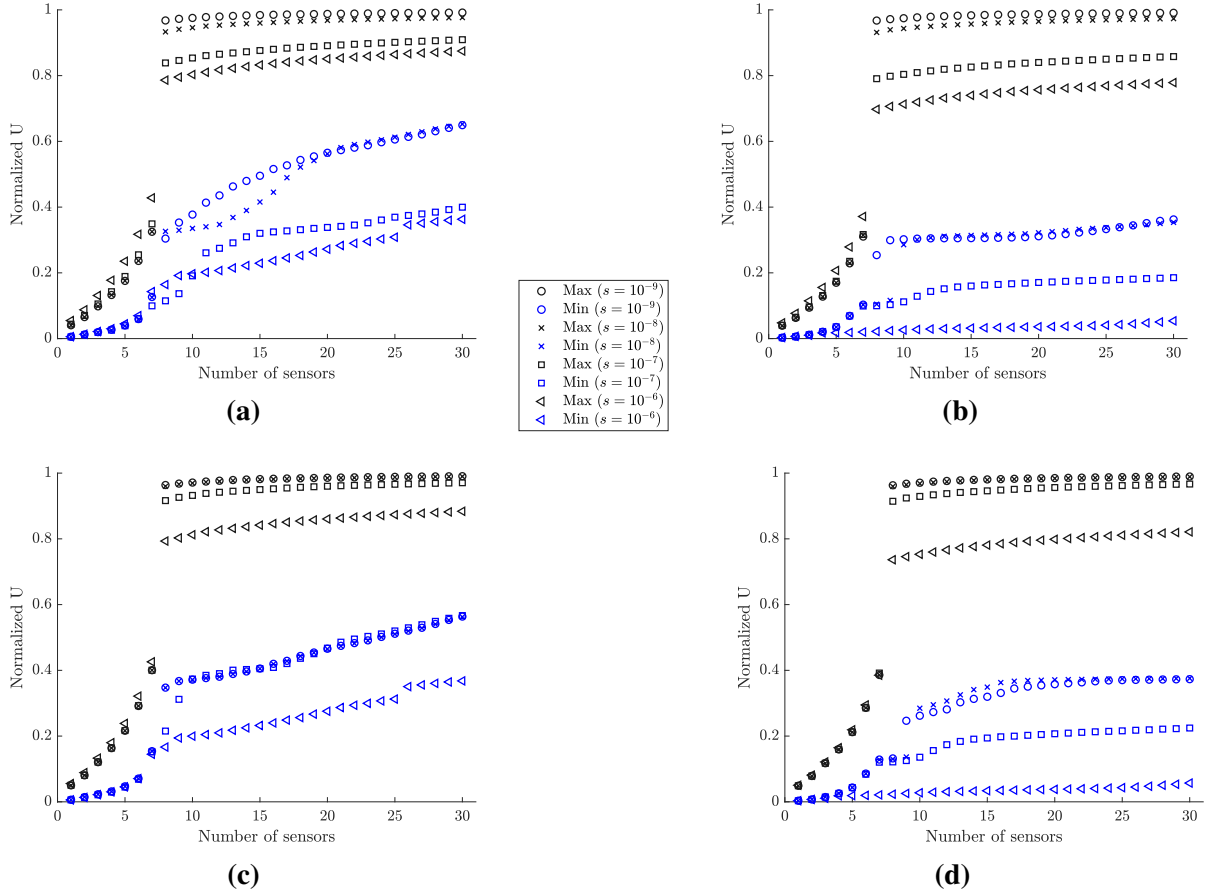 1
0.8
0.6
0.4
0.2
0
Normalized U
0 5 10 15 20 25 30
Number of sensors
(a)
1
0.8
0.6
0.4
0.2
0
Normalized U
0 5 10 15 20 25 30
Number of sensors
(b)
Max (s = 10⁻⁹)
Min (s = 10⁻⁹)
Max (s = 10⁻⁸)
Min (s = 10⁻⁸)
Max (s = 10⁻⁷)
Min (s = 10⁻⁷)
Max (s = 10⁻⁶)
Min (s = 10⁻⁶)
1
0.8
0.6
0.4
0.2
0
Normalized U
0 5 10 15 20 25 30
Number of sensors
(c)
1
0.8
0.6
0.4
0.2
0
Normalized U
0 5 10 15 20 25 30
Number of sensors
(d)